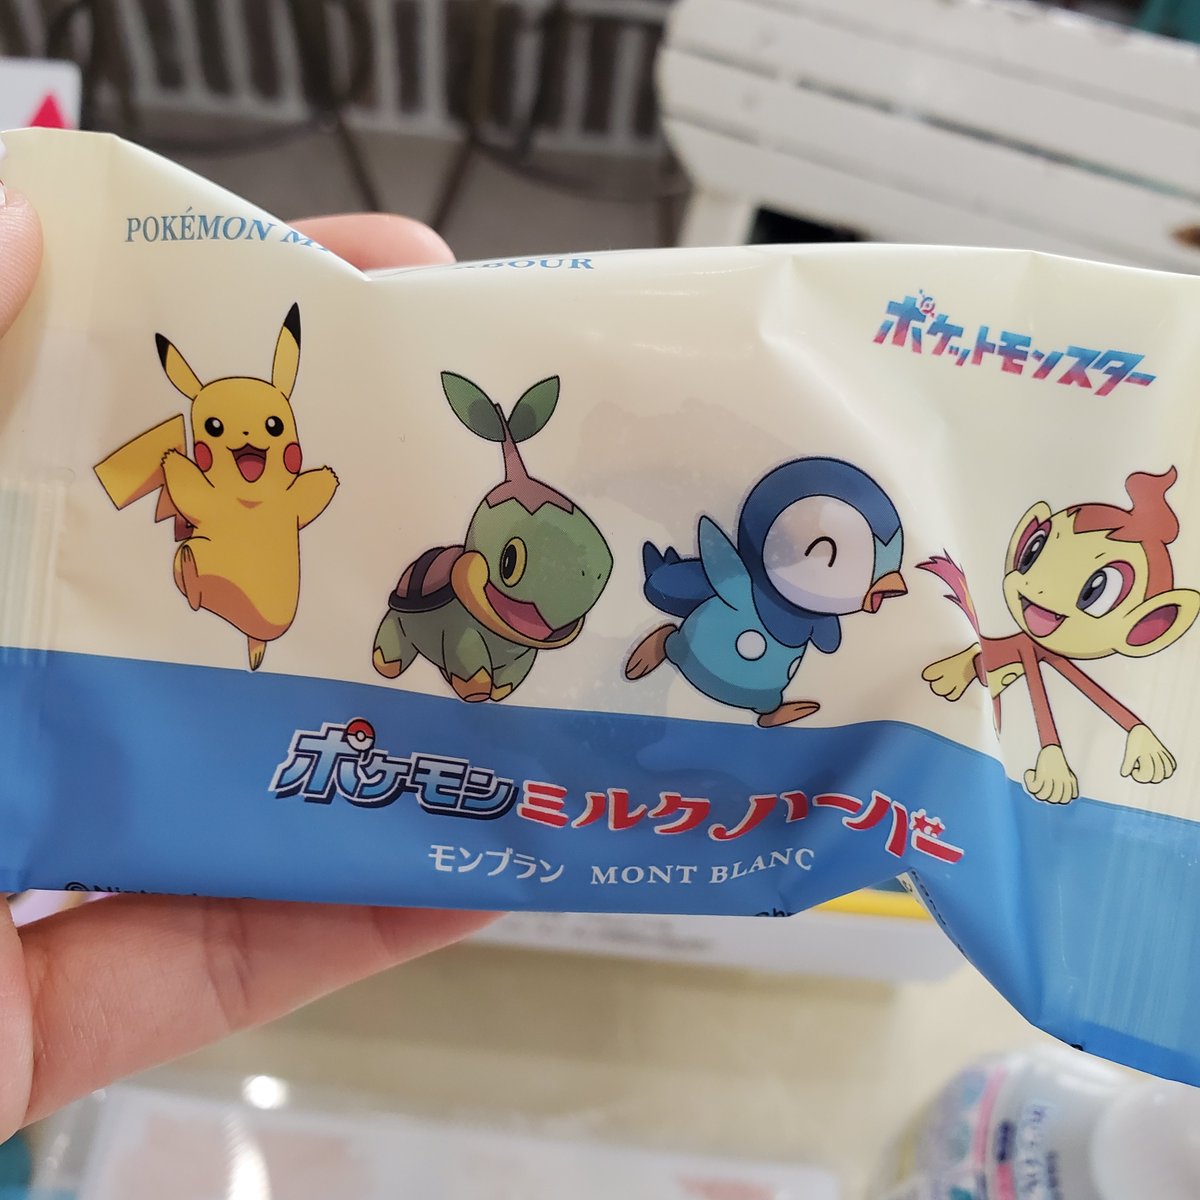 POKÉMON
ポケットモンスター
ポケモンミルクハーバー
モンブラン MONT BLANC